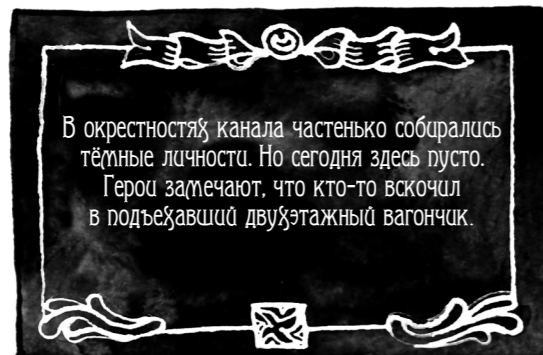 В окрестностях канала частенько собирались
тёмные личности. Но сегодня здесь пусто.
Герои замечают, что кто-то вскочил
в подъехавший двухэтажный вагончик.